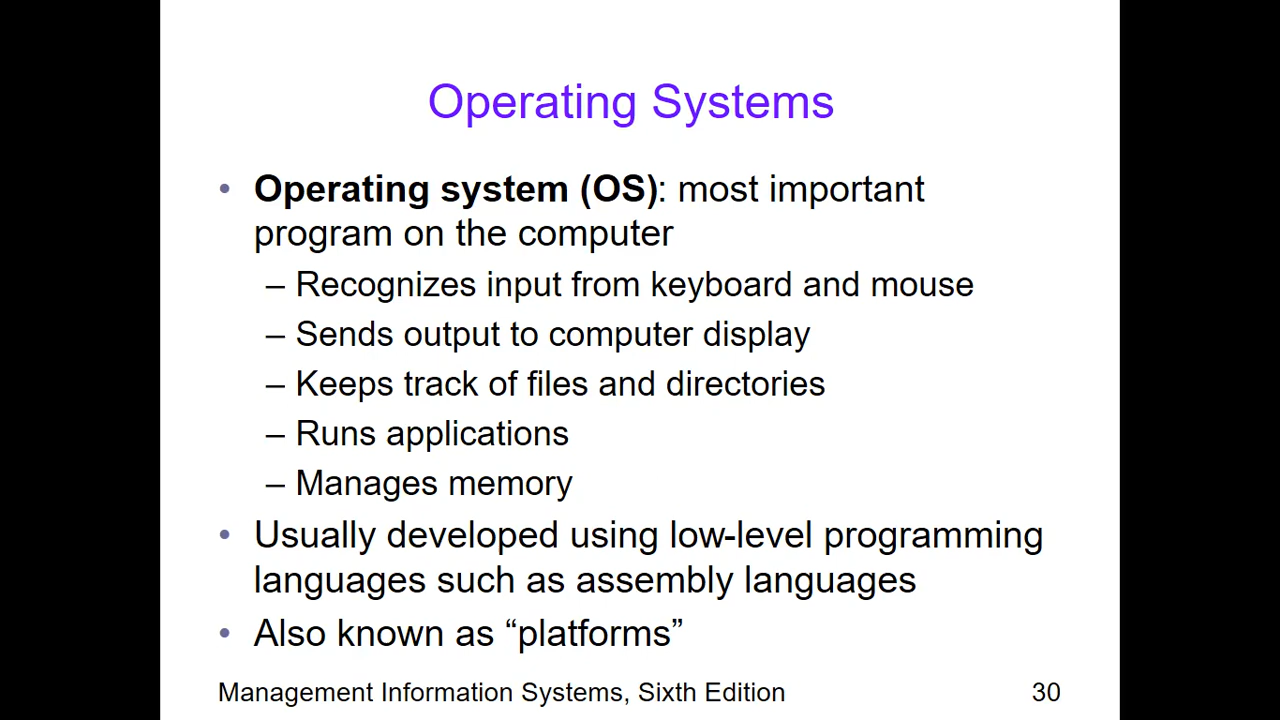 Operating Systems
• Operating system (OS): most important
program on the computer
– Recognizes input from keyboard and mouse
– Sends output to computer display
– Keeps track of files and directories
– Runs applications
– Manages memory
• Usually developed using low-level programming
languages such as assembly languages
• Also known as “platforms”
Management Information Systems, Sixth Edition 30